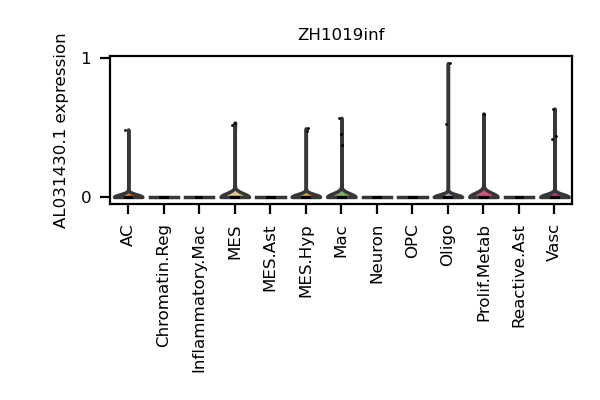 ZH1019inf
AL031430.1 expression
1
0
AC
Chromatin.Reg
Inflammatory.Mac
MES
MES.Ast
MES.Hyp
Mac
Neuron
OPC
Oligo
Prolif.Metab
Reactive.Ast
Vasc